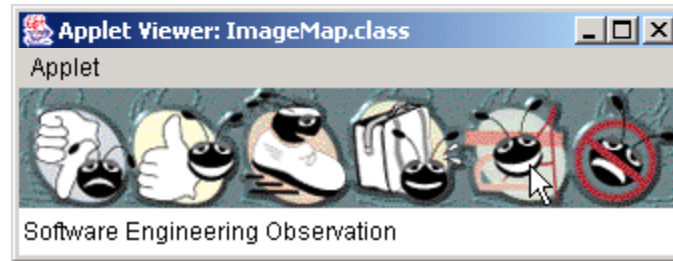 Applet Viewer: ImageMap.class
Applet
Software Engineering Observation